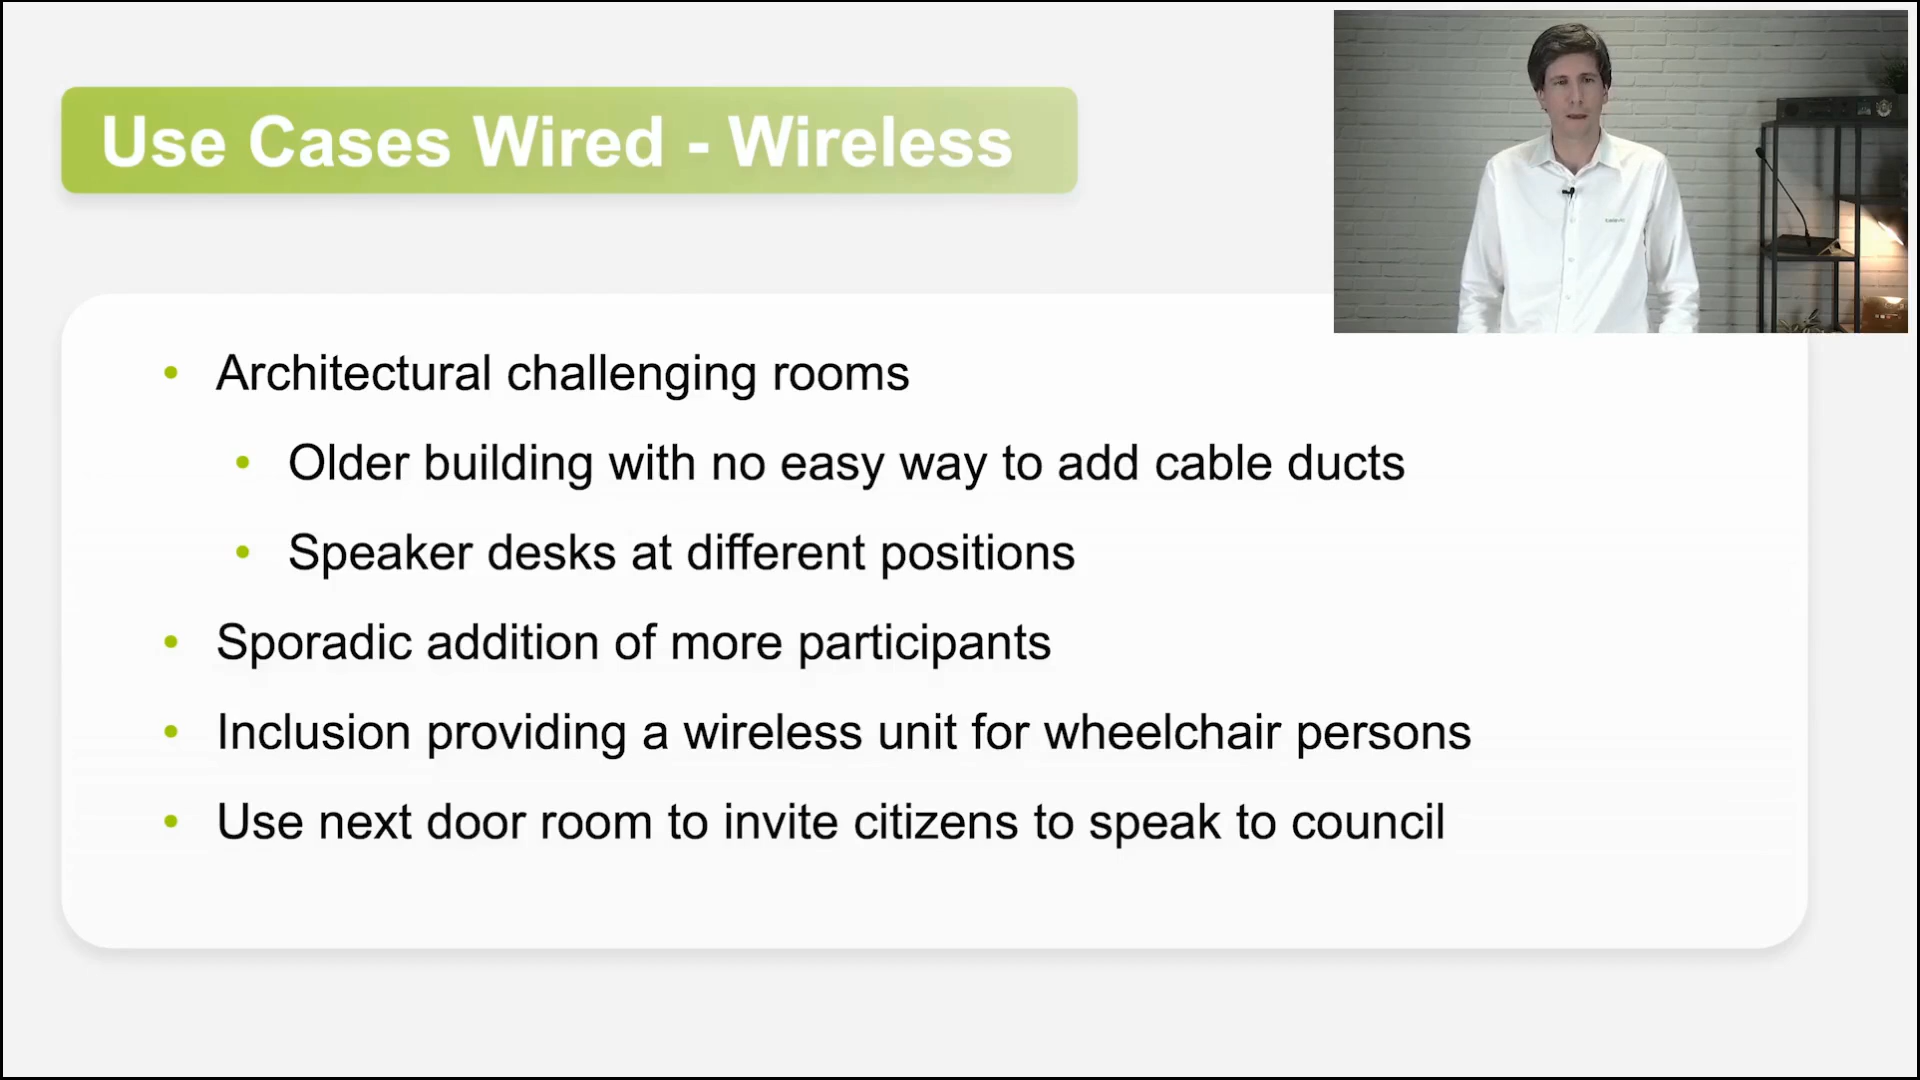 Use Cases Wired - Wireless
• Architectural challenging rooms
• Older building with no easy way to add cable ducts
• Speaker desks at different positions
• Sporadic addition of more participants
• Inclusion providing a wireless unit for wheelchair persons
• Use next door room to invite citizens to speak to council